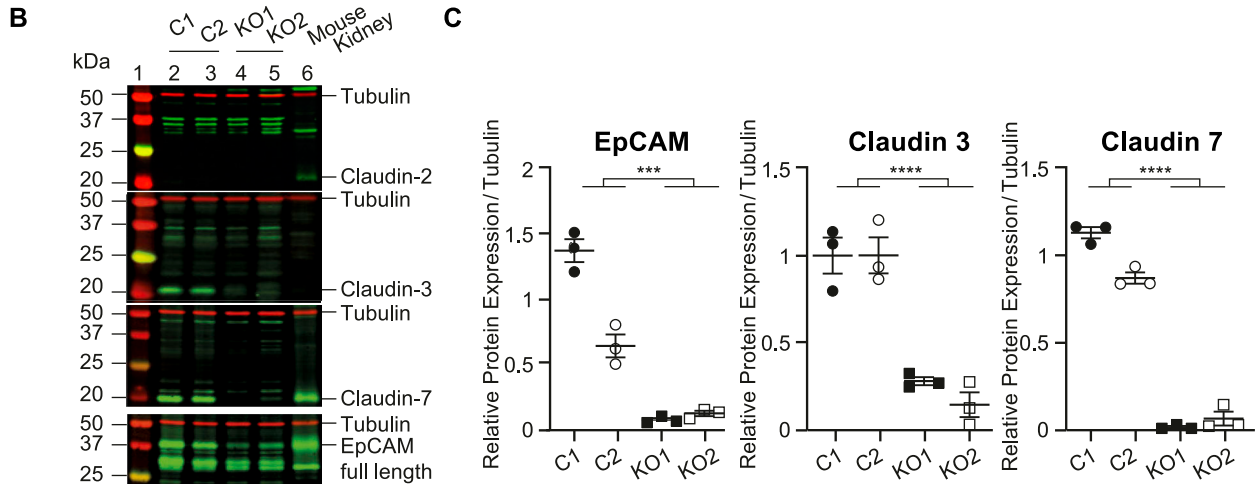 B
C1 C2 KO1 KO2 Mouse Kidney
kDa
1 2 3 4 5 6
50 Tubulin
37
25
20 Claudin-2
50 Tubulin
37
25
20 Claudin-3
50 Tubulin
37
25
20 Claudin-7
50 Tubulin
37 EpCAM
full length
25
C
EpCAM
Relative Protein Expression/Tubulin
2
1.5
1
0.5
0
***
C1 C2 KO1 KO2
Claudin 3
Relative Protein Expression/Tubulin
1.5
1
0.5
0
****
C1 C2 KO1 KO2
Claudin 7
Relative Protein Expression/Tubulin
1.5
1
0.5
0
****
C1 C2 KO1 KO2